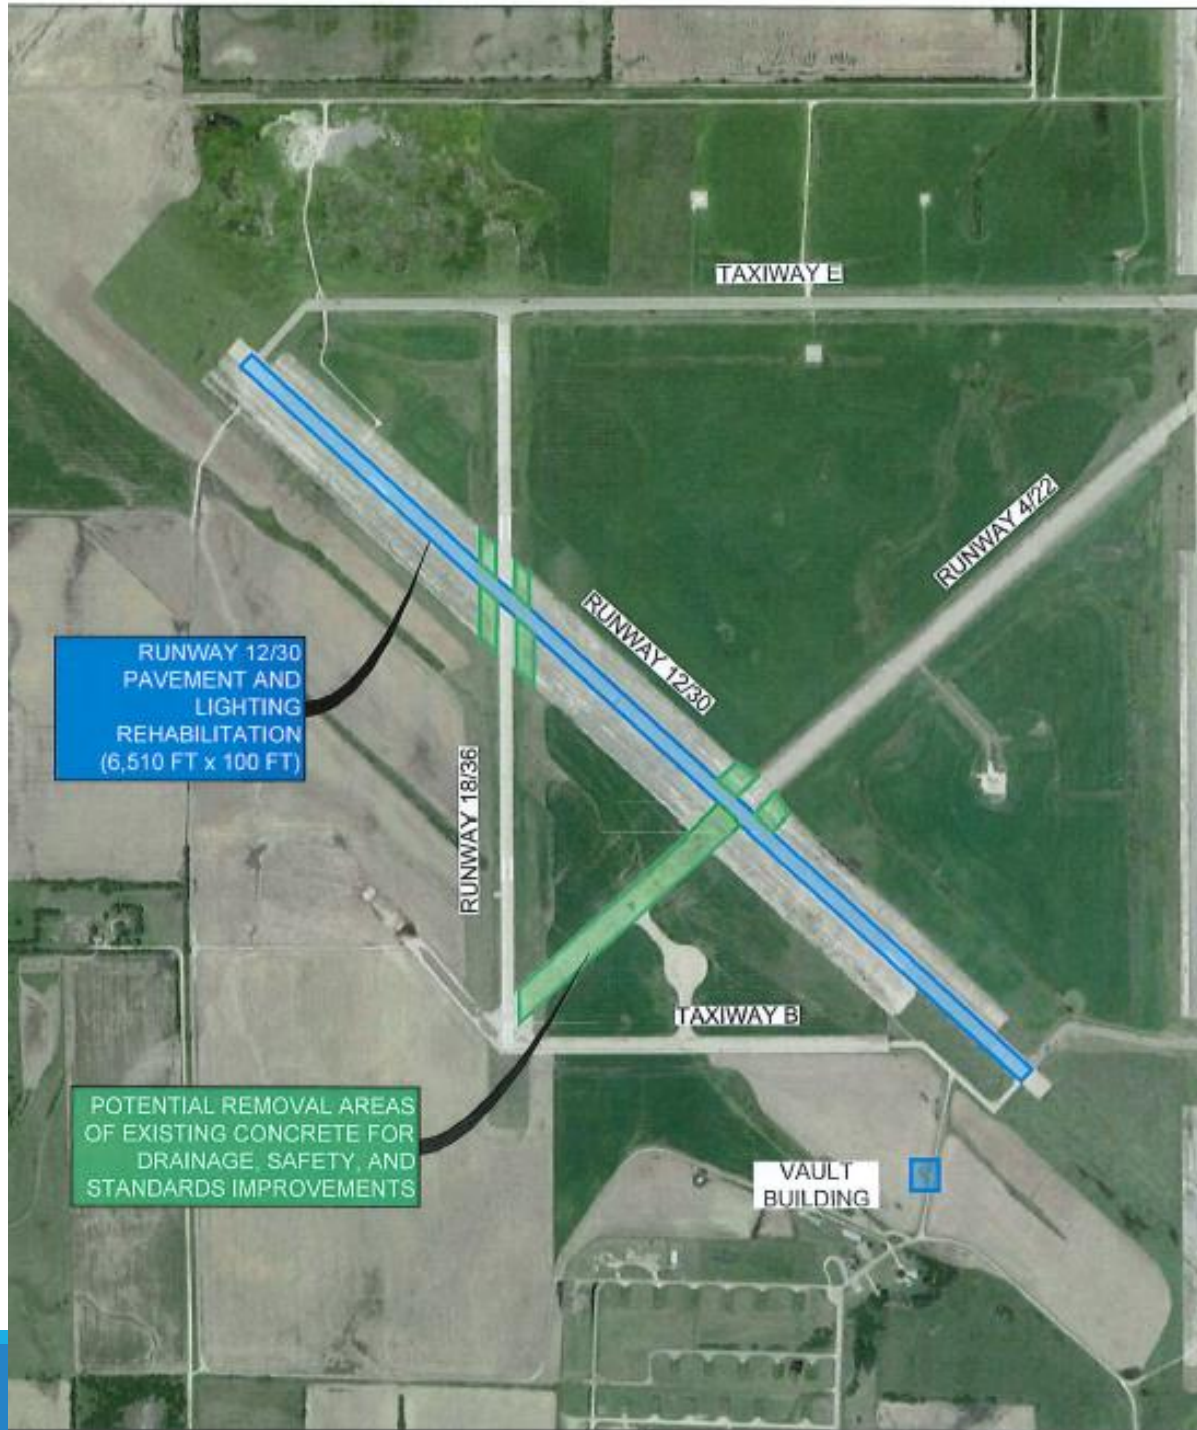 TAXIWAY E
RUNWAY 4/22
RUNWAY 12/30
RUNWAY 12/30
PAVEMENT AND
LIGHTING
REHABILITATION
(6,510 FT x 100 FT)
RUNWAY 18/36
TAXIWAY B
POTENTIAL REMOVAL AREAS
OF EXISTING CONCRETE FOR
DRAINAGE, SAFETY, AND
STANDARDS IMPROVEMENTS
VAULT
BUILDING